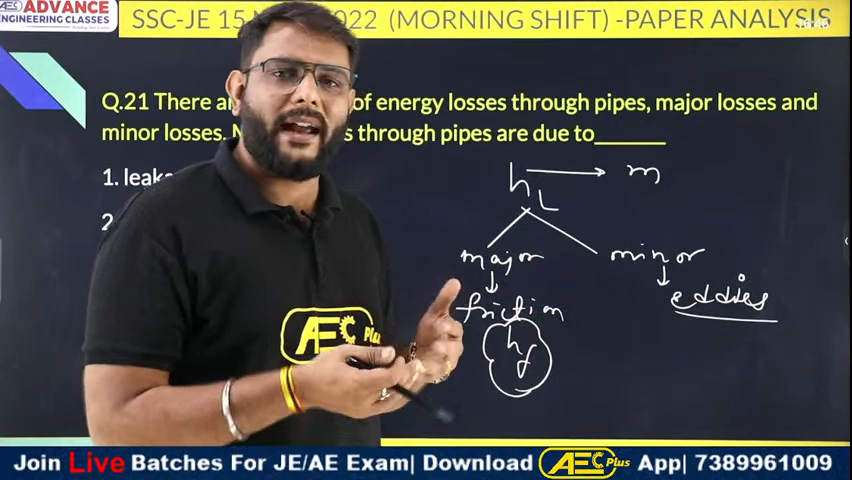 ADVANCE
ENGINEERING CLASSES
SSC-JE 15 2022 (MORNING SHIFT) -PAPER ANALYSIS
Q.21 There of energy losses through pipes, major losses and
minor losses. through pipes are due to______
1. leak
2.
hL → m
major
minor
friction
eddies
hf
AEC Plus
Join Live Batches For JE/AE Exam| Download AEC Plus App| 7389961009